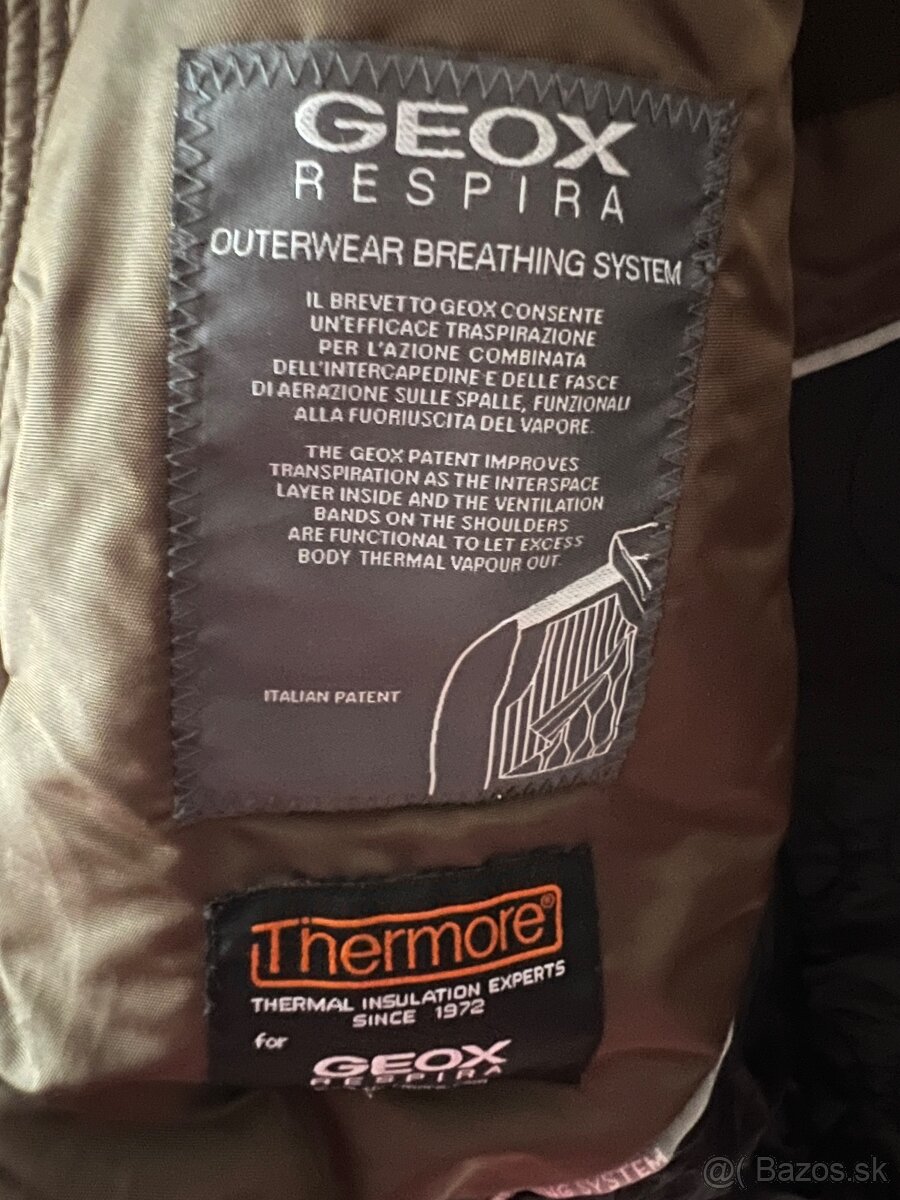 GEOX
RESPIRA
OUTERWEAR BREATHING SYSTEM
IL BREVETTO GEOX CONSENTE
UN'EFFICACE TRASPIRAZIONE
PER L'AZIONE COMBINATA
DELL'INTERCAPEDINE E DELLE FASCE
DI AERAZIONE SULLE SPALLE, FUNZIONALI
ALLA FUORIUSCITA DEL VAPORE.
THE GEOX PATENT IMPROVES
TRANSPIRATION AS THE INTERSPACE
LAYER INSIDE AND THE VENTILATION
BANDS ON THE SHOULDERS
ARE FUNCTIONAL TO LET EXCESS
BODY THERMAL VAPOUR OUT.
ITALIAN PATENT
Thermore®
THERMAL INSULATION EXPERTS
SINCE 1972
for
GEOX
RESPIRA
SYSTEM
@( Bazos.sk